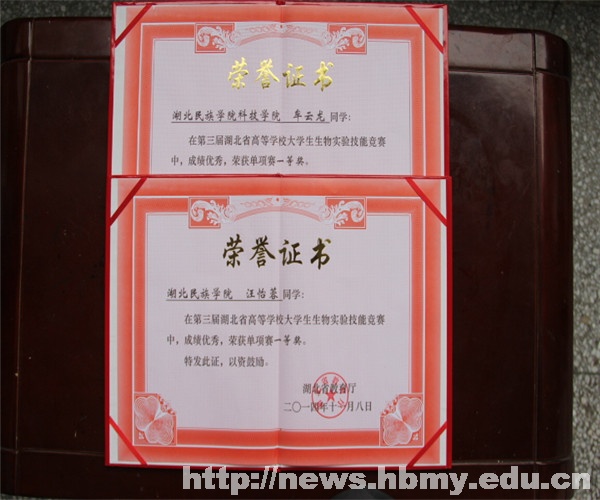 荣誉证书
湖北民族学院科技学院 牟云龙 同学:
在第三届湖北省高等学校大学生生物实验技能竞赛
中,成绩优秀,荣获单项赛一等奖。
荣誉证书
湖北民族学院 汪怡蓉 同学:
在第三届湖北省高等学校大学生生物实验技能竞赛
中,成绩优秀,荣获单项赛一等奖。
特发此证,以资鼓励。
湖北省教育厅
二〇一四年十一月八日
http://news.hbmy.edu.cn